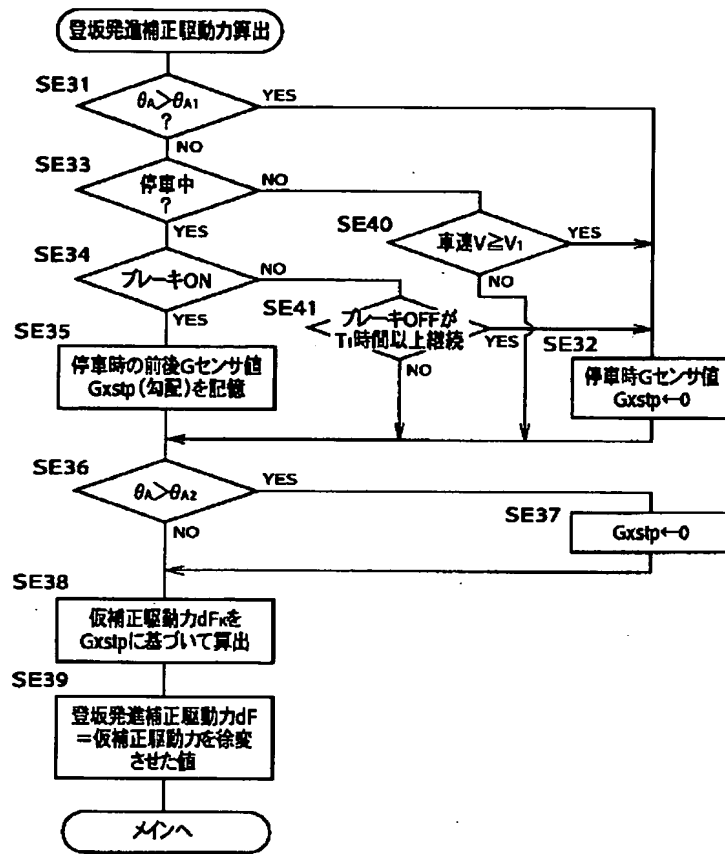 登坂発進補正駆動力算出
SE31
θA>θA1
?
YES
NO
SE33
停車中
?
NO
YES
SE40
車速V≧V1
YES
NO
SE34
ブレーキON
NO
YES
SE41
ブレーキOFFが
T1時間以上継続
YES
NO
SE32
停車時Gセンサ値
Gxstp←0
SE35
停車時の前後Gセンサ値
Gxstp(勾配)を記憶
SE36
θA>θA2
YES
NO
SE37
Gxstp←0
SE38
仮補正駆動力dFKを
Gxstpに基づいて算出
SE39
登坂発進補正駆動力dF
=仮補正駆動力を徐変
させた値
メインへ